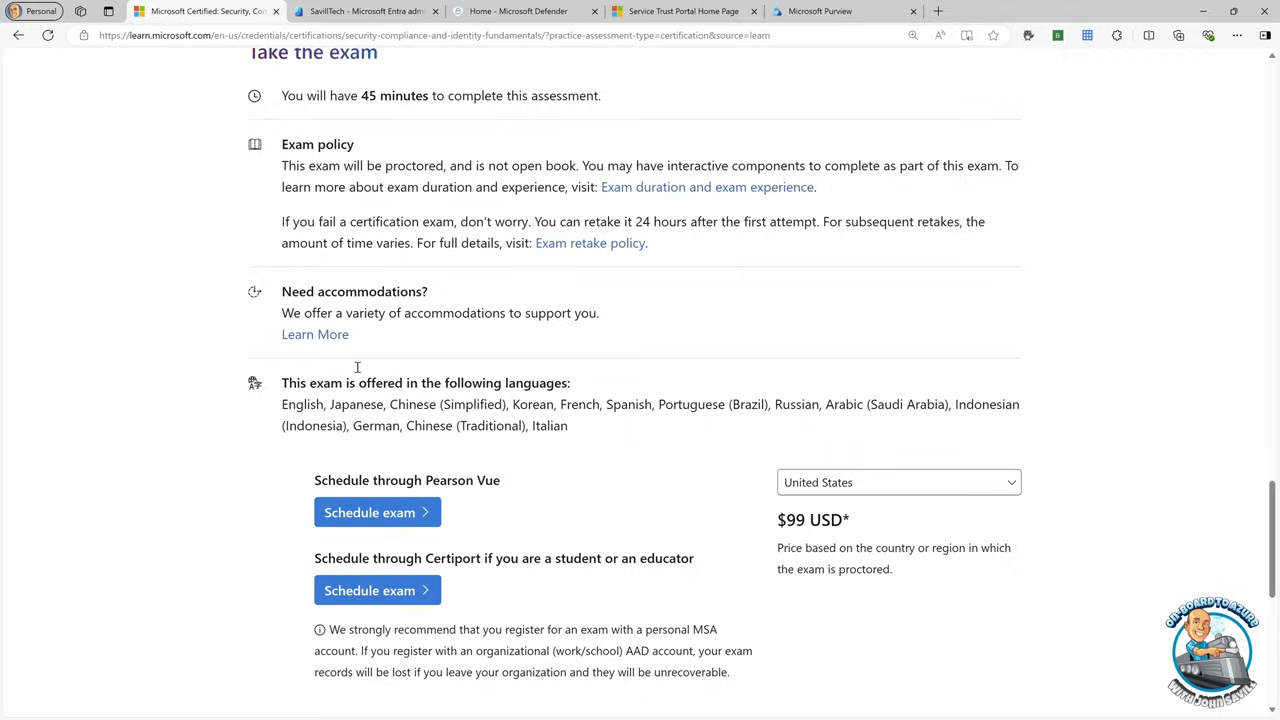 Personal
Microsoft Certified: Security, Co
SavillTech - Microsoft Entra adm
Home - Microsoft Defender
Service Trust Portal Home Page
Microsoft Purview
https://learn.microsoft.com/en-us/credentials/certifications/security-compliance-and-identity-fundamentals/?practice-assessment-type=certification&source=learn
Take the exam
You will have 45 minutes to complete this assessment.
Exam policy
This exam will be proctored, and is not open book. You may have interactive components to complete as part of this exam. To
learn more about exam duration and experience, visit: Exam duration and exam experience.
If you fail a certification exam, don't worry. You can retake it 24 hours after the first attempt. For subsequent retakes, the
amount of time varies. For full details, visit: Exam retake policy.
Need accommodations?
We offer a variety of accommodations to support you.
Learn More
This exam is offered in the following languages:
English, Japanese, Chinese (Simplified), Korean, French, Spanish, Portuguese (Brazil), Russian, Arabic (Saudi Arabia), Indonesian
(Indonesia), German, Chinese (Traditional), Italian
Schedule through Pearson Vue
Schedule exam
United States
$99 USD*
Price based on the country or region in which
the exam is proctored.
Schedule through Certiport if you are a student or an educator
Schedule exam
We strongly recommend that you register for an exam with a personal MSA
account. If you register with an organizational (work/school) AAD account, your exam
records will be lost if you leave your organization and they will be unrecoverable.
ON-BOARD TO AZURE
WITH JOHN SAVILL